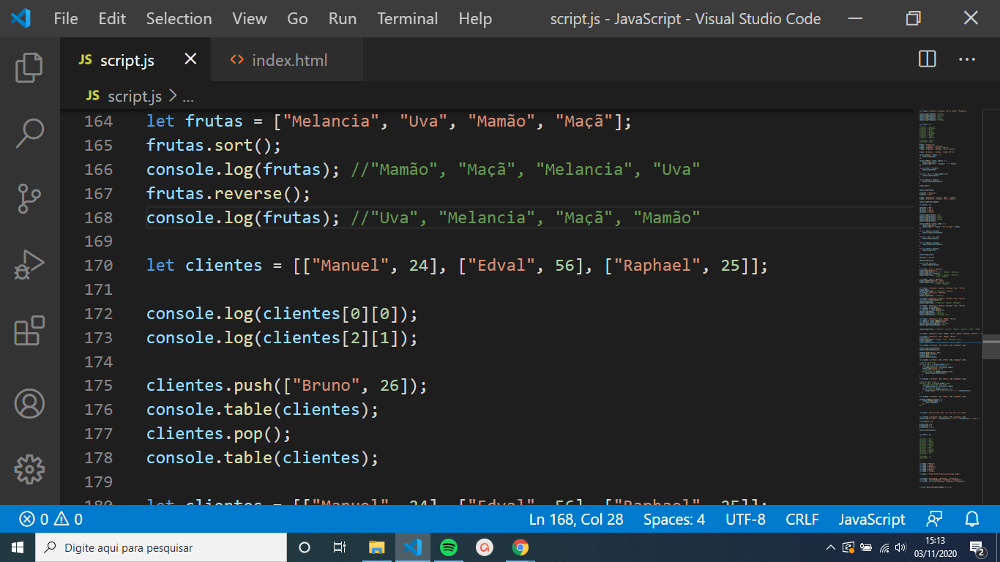 File Edit Selection View Go Run Terminal Help script.js - JavaScript - Visual Studio Code
JS script.js <> index.html ...
JS script.js > ...
164 let frutas = ["Melancia", "Uva", "Mamão", "Maçã"];
165 frutas.sort();
166 console.log(frutas); //"Mamão", "Maçã", "Melancia", "Uva"
167 frutas.reverse();
168 console.log(frutas); //"Uva", "Melancia", "Maçã", "Mamão"
169
170 let clientes = [["Manuel", 24], ["Edval", 56], ["Raphael", 25]];
171
172 console.log(clientes[0][0]);
173 console.log(clientes[2][1]);
174
175 clientes.push(["Bruno", 26]);
176 console.table(clientes);
177 clientes.pop();
178 console.table(clientes);
179
180 let clientes = [["Manuel", 24], ["Edval", 56], ["Raphael", 25]];
0 0 Ln 168, Col 28 Spaces: 4 UTF-8 CRLF JavaScript
Digite aqui para pesquisar
15:13
03/11/2020
2